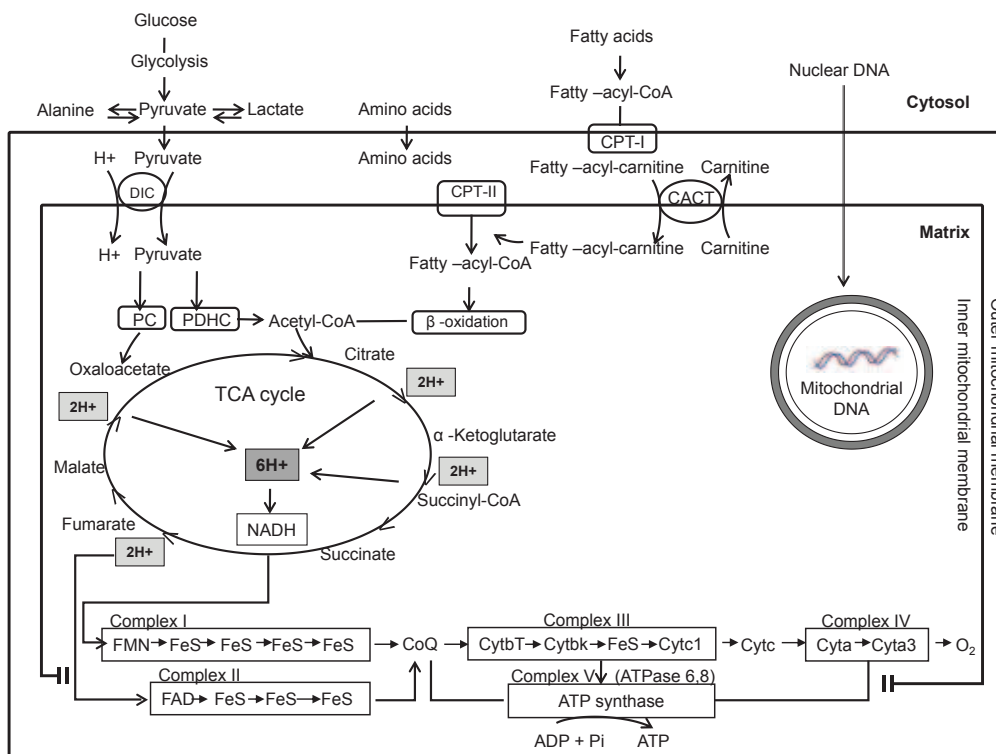 Glucose
Glycolysis
Alanine Pyruvate Lactate
Amino acids
Fatty acids
Fatty –acyl-CoA
Nuclear DNA
Cytosol
CPT-I
H+ Pyruvate
Amino acids
Fatty –acyl-carnitine Carnitine
DIC
CPT-II
CACT
Matrix
H+ Pyruvate
Fatty –acyl-CoA
Fatty –acyl-carnitine Carnitine
PC
PDHC
Acetyl-CoA
β -oxidation
Outer mitochondrial membrane
Inner mitochondrial membrane
Oxaloacetate
Citrate
TCA cycle
2H+
2H+
Mitochondrial
DNA
α -Ketoglutarate
Malate
6H+
2H+
Succinyl-CoA
Fumarate
NADH
2H+
Succinate
Complex I
FMN FeS FeS FeS FeS
CoQ
Complex III
CytbT Cytbk FeS Cytc1
Cytc
Complex IV
Cyta Cyta3
O2
Complex II
FAD FeS FeS FeS
Complex V (ATPase 6,8)
ATP synthase
ADP + Pi ATP